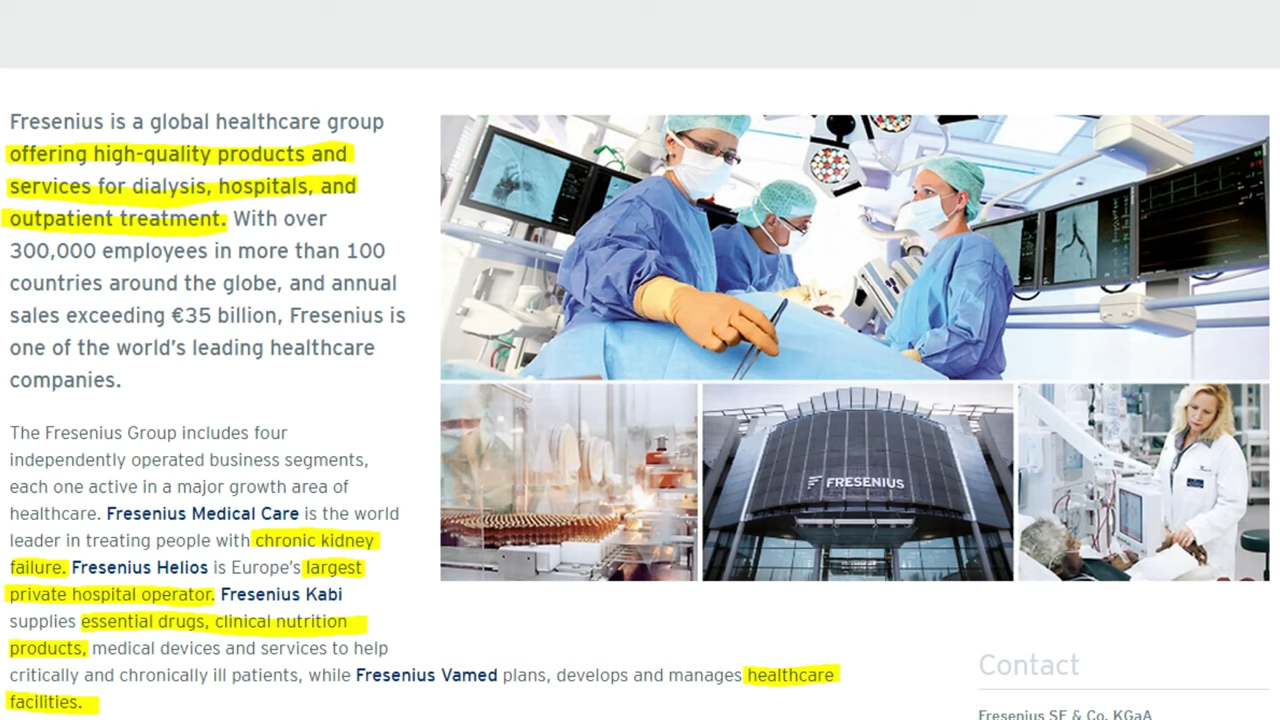 Fresenius is a global healthcare group
offering high-quality products and
services for dialysis, hospitals, and
outpatient treatment. With over
300,000 employees in more than 100
countries around the globe, and annual
sales exceeding €35 billion, Fresenius is
one of the world's leading healthcare
companies.
The Fresenius Group includes four
independently operated business segments,
each one active in a major growth area of
healthcare. Fresenius Medical Care is the world
leader in treating people with chronic kidney
failure. Fresenius Helios is Europe's largest
private hospital operator. Fresenius Kabi
supplies essential drugs, clinical nutrition
products, medical devices and services to help
critically and chronically ill patients, while Fresenius Vamed plans, develops and manages healthcare
facilities.
FRESENIUS
Contact
Fresenius SE & Co. KGaA